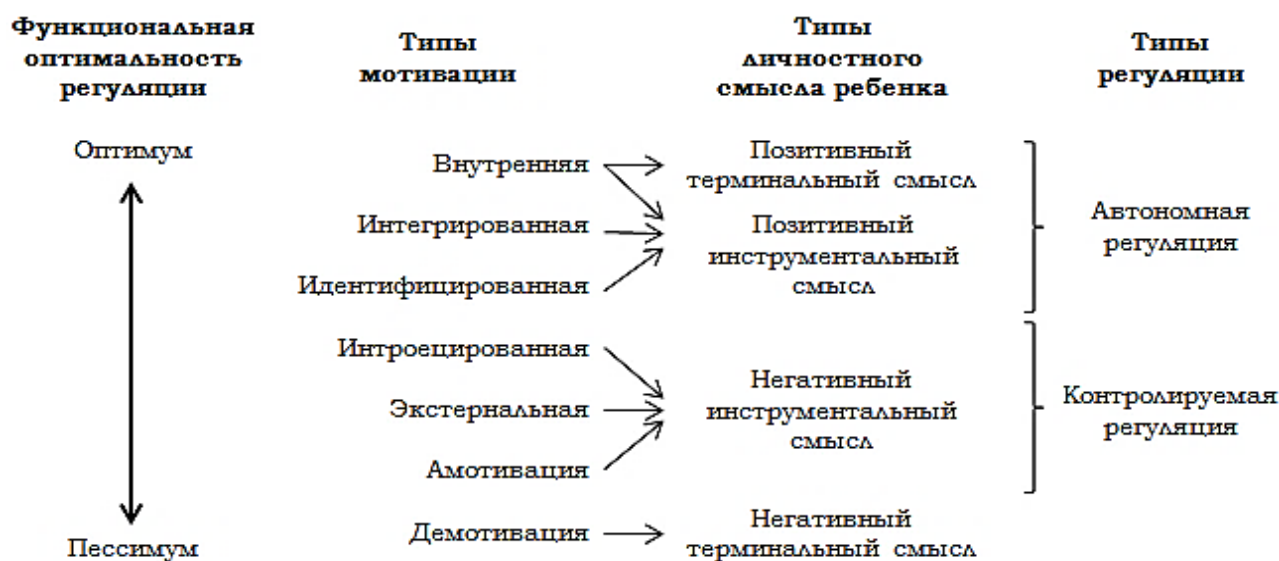 Функциональная
оптимальность
регуляции
Типы
мотивации
Типы
личностного
смысла ребенка
Типы
регуляции
Оптимум
Пессимум
Внутренняя
Интегрированная
Идентифицированная
Интроецированная
Экстернальная
Амотивация
Демотивация
Позитивный
терминальный смысл
Позитивный
инструментальный
смысл
Негативный
инструментальный
смысл
Негативный
терминальный смысл
Автономная
регуляция
Контролируемая
регуляция